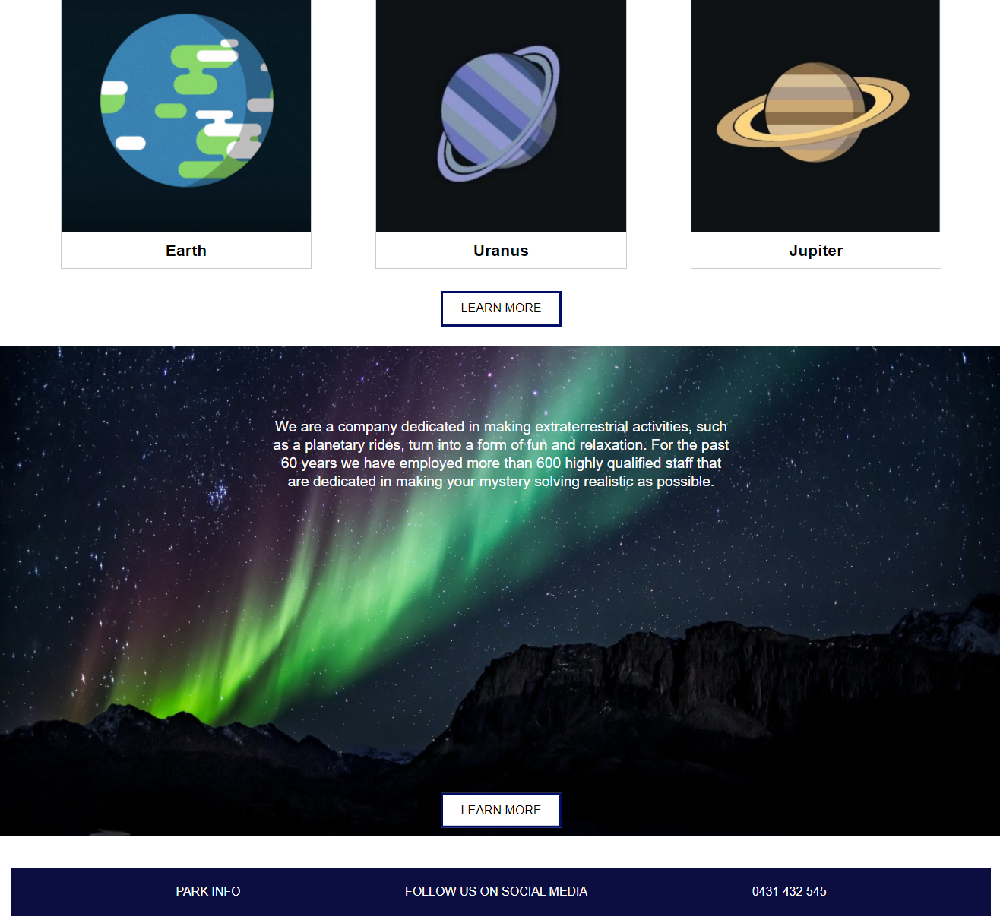 Earth
Uranus
Jupiter
LEARN MORE
We are a company dedicated in making extraterrestrial activities, such
as a planetary rides, turn into a form of fun and relaxation. For the past
60 years we have employed more than 600 highly qualified staff that
are dedicated in making your mystery solving realistic as possible.
LEARN MORE
PARK INFO
FOLLOW US ON SOCIAL MEDIA
0431 432 545